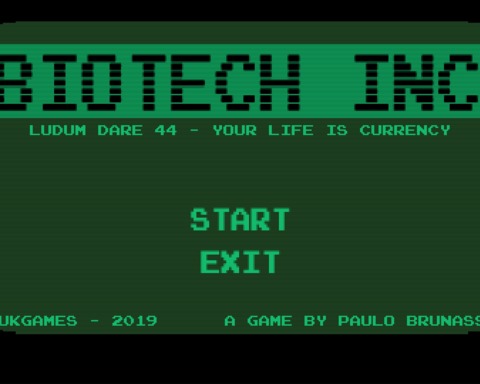 BIOTECH INC
LUDUM DARE 44 - YOUR LIFE IS CURRENCY
START
EXIT
UKGAMES - 2019 A GAME BY PAULO BRUNASS